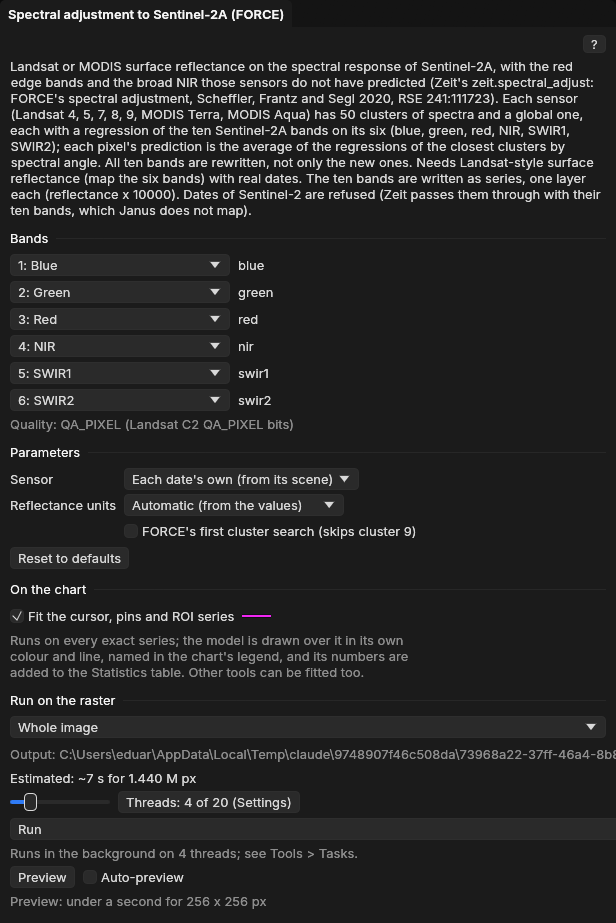 Spectral adjustment to Sentinel-2A (FORCE)
?
Landsat or MODIS surface reflectance on the spectral response of Sentinel-2A, with the red
edge bands and the broad NIR those sensors do not have predicted (Zeit's zeit.spectral_adjust:
FORCE's spectral adjustment, Scheffler, Frantz and Segl 2020, RSE 241:111723). Each sensor
(Landsat 4, 5, 7, 8, 9, MODIS Terra, MODIS Aqua) has 50 clusters of spectra and a global one,
each with a regression of the ten Sentinel-2A bands on its six (blue, green, red, NIR, SWIR1,
SWIR2); each pixel's prediction is the average of the regressions of the closest clusters by
spectral angle. All ten bands are rewritten, not only the new ones. Needs Landsat-style surface
reflectance (map the six bands) with real dates. The ten bands are written as series, one layer
each (reflectance x 10000). Dates of Sentinel-2 are refused (Zeit passes them through with their
ten bands, which Janus does not map).
Bands
1: Blue blue
2: Green green
3: Red red
4: NIR nir
5: SWIR1 swir1
6: SWIR2 swir2
Quality: QA_PIXEL (Landsat C2 QA_PIXEL bits)
Parameters
Sensor Each date's own (from its scene)
Reflectance units Automatic (from the values)
FORCE's first cluster search (skips cluster 9)
Reset to defaults
On the chart
Fit the cursor, pins and ROI series
Runs on every exact series; the model is drawn over it in its own
colour and line, named in the chart's legend, and its numbers are
added to the Statistics table. Other tools can be fitted too.
Run on the raster
Whole image
Output: C:\Users\eduar\AppData\Local\Temp\claude\9748907f46c508da\73968a22-37ff-46a4-8b8
Estimated: ~7 s for 1.440 M px
Threads: 4 of 20 (Settings)
Run
Runs in the background on 4 threads; see Tools > Tasks.
Preview Auto-preview
Preview: under a second for 256 x 256 px